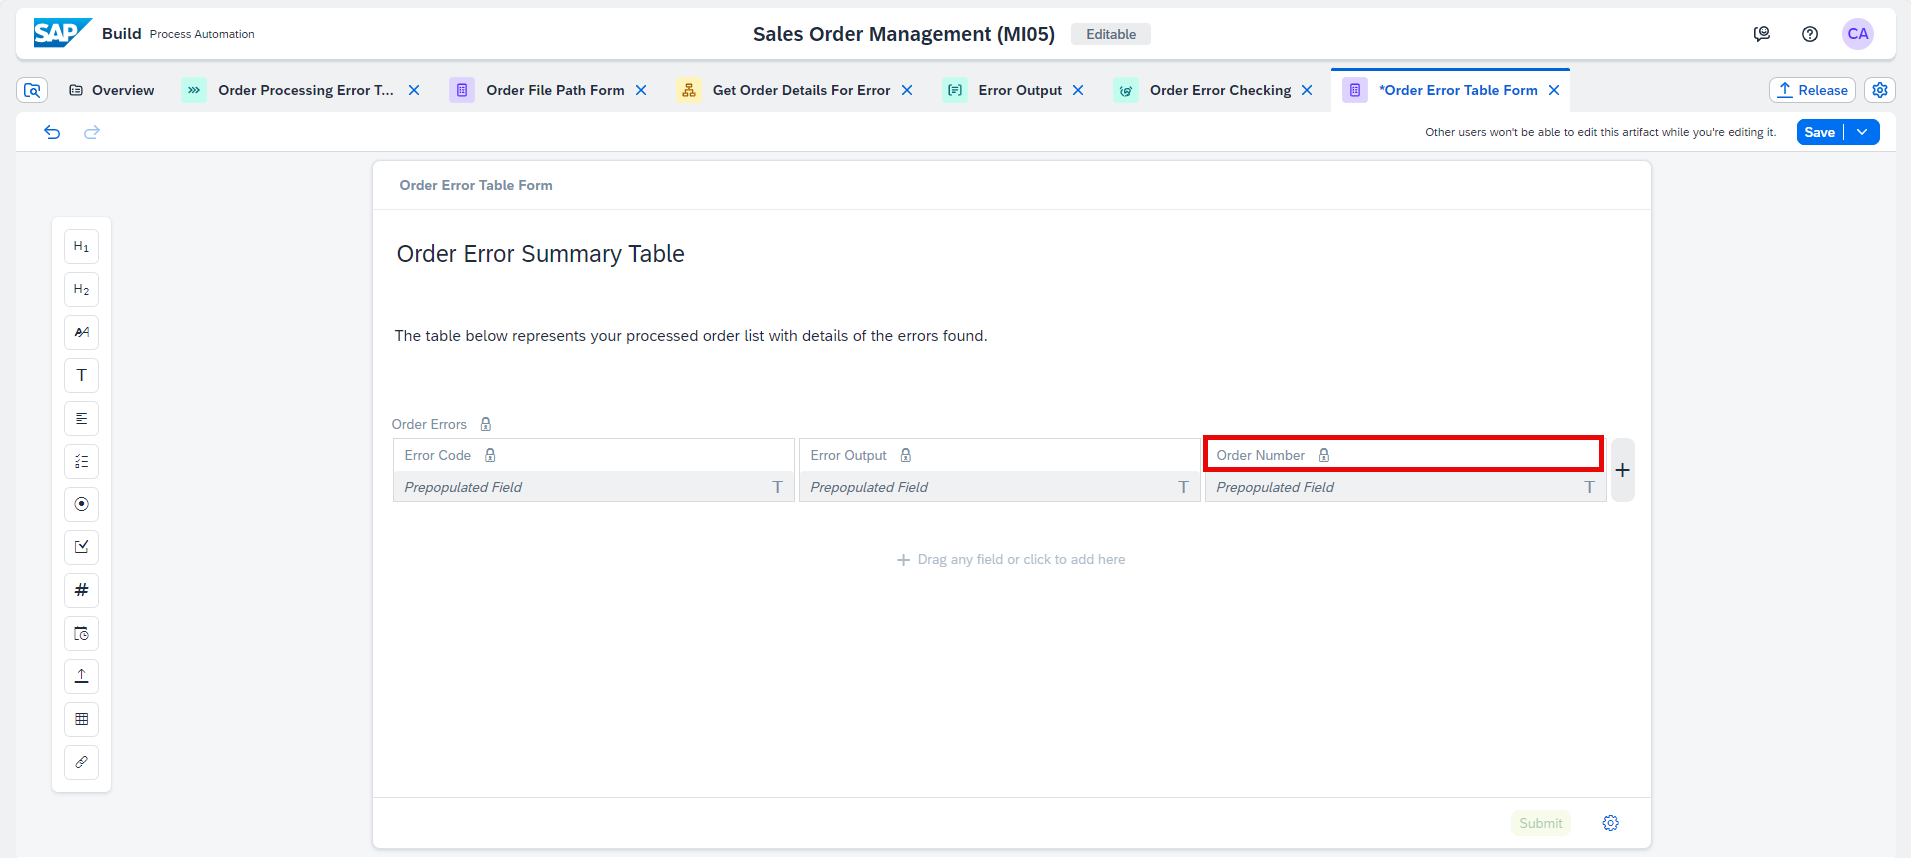 SAP Build Process Automation
Sales Order Management (MI05) Editable
CA
Overview Order Processing Error T... Order File Path Form Get Order Details For Error Error Output Order Error Checking *Order Error Table Form Release
Other users won't be able to edit this artifact while you're editing it. Save
Order Error Table Form
H1
H2
AA
T
#
Order Error Summary Table
The table below represents your processed order list with details of the errors found.
Order Errors
Error Code Error Output Order Number
Prepopulated Field T Prepopulated Field T Prepopulated Field T
+
+ Drag any field or click to add here
Submit